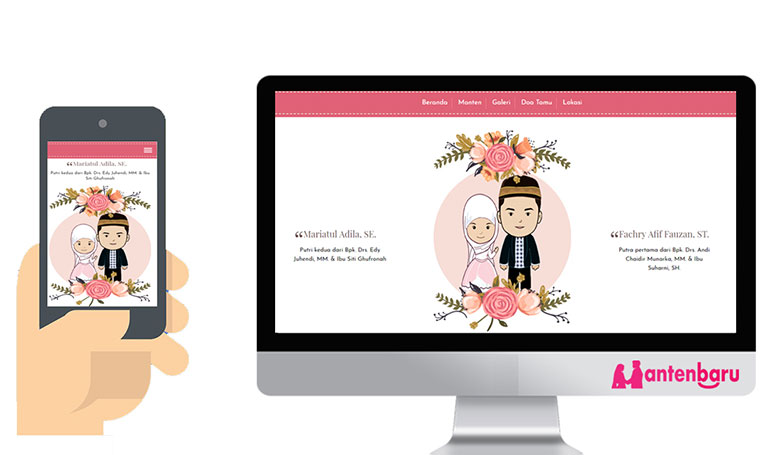 “Mariatul Adila, SE.
Putri kedua dari Bpk. Drs. Edy Juhendi, MM. & Ibu
Siti Ghufronah
Beranda Manten Galeri Doa Tamu Lokasi
“Mariatul Adila, SE.
Putri kedua dari Bpk. Drs. Edy
Juhendi, MM. & Ibu Siti Ghufronah
“Fachry Afif Fauzan, ST.
Putra pertama dari Bpk. Drs. Andi
Chaidir Munarka, MM. & Ibu
Suharni, SH.
Mantenbaru